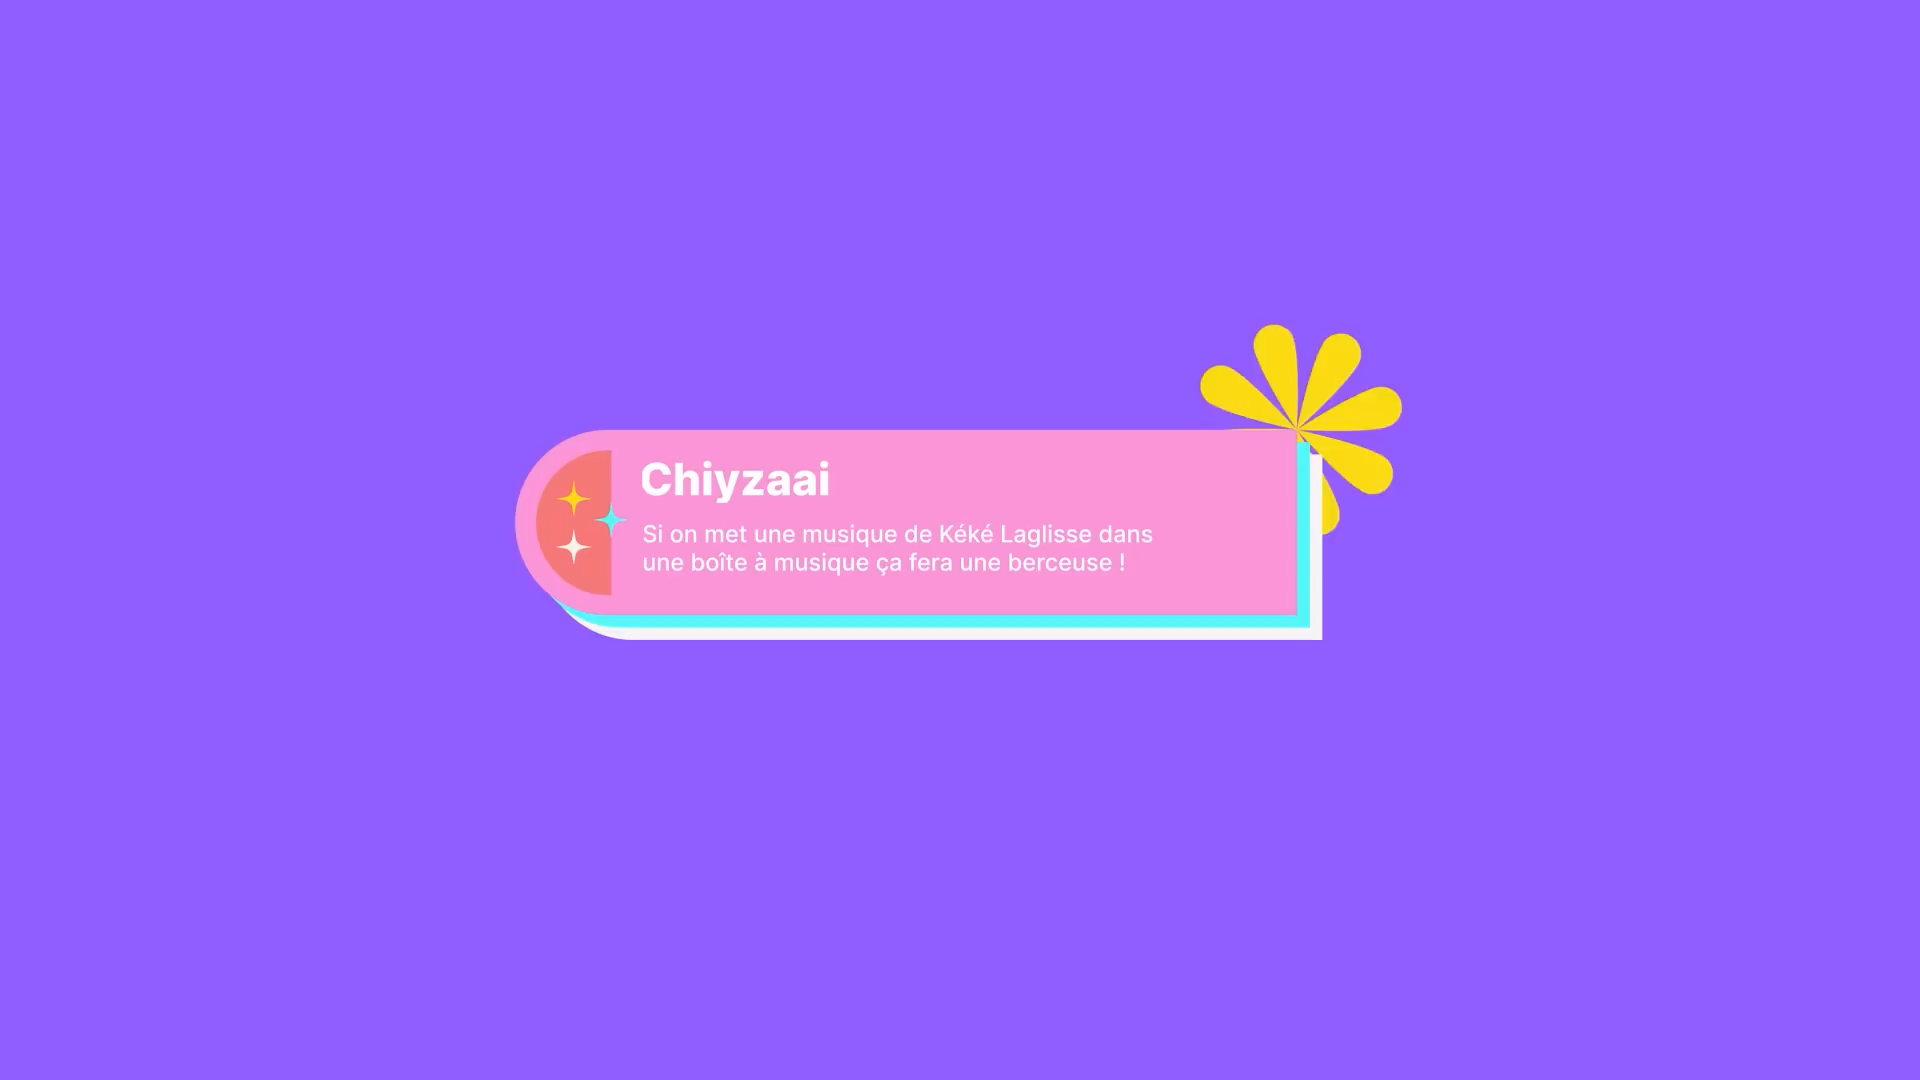 Chiyzaai
Si on met une musique de Kéké Laglisse dans
une boîte à musique ça fera une berceuse !